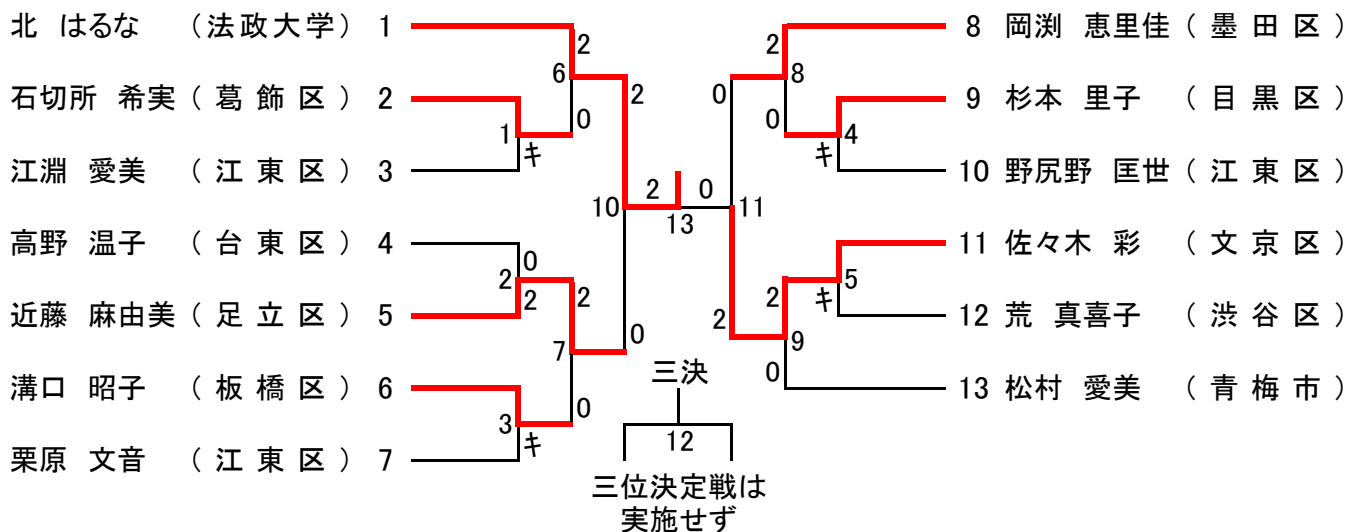 北 はるな （法政大学） 1
石切所 希実（ 葛 飾 区 ） 2
江淵 愛美 （ 江 東 区 ） 3
高野 温子 （ 台 東 区 ） 4
近藤 麻由美（ 足 立 区 ） 5
溝口 昭子 （ 板 橋 区 ） 6
栗原 文音 （ 江 東 区 ） 7
2
6
0
1
キ
2
0
2
2
2
7
0
3
キ
2
10
0
2
0
13
三決
12
三位決定戦は
実施せず
0
11
2
2
8
0
4
キ
5
キ
2
9
0
8 岡渕 恵里佳（ 墨 田 区 ）
9 杉本 里子 （ 目 黒 区 ）
10 野尻野 匡世（ 江 東 区 ）
11 佐々木 彩 （ 文 京 区 ）
12 荒 真喜子 （ 渋 谷 区 ）
13 松村 愛美 （ 青 梅 市 ）